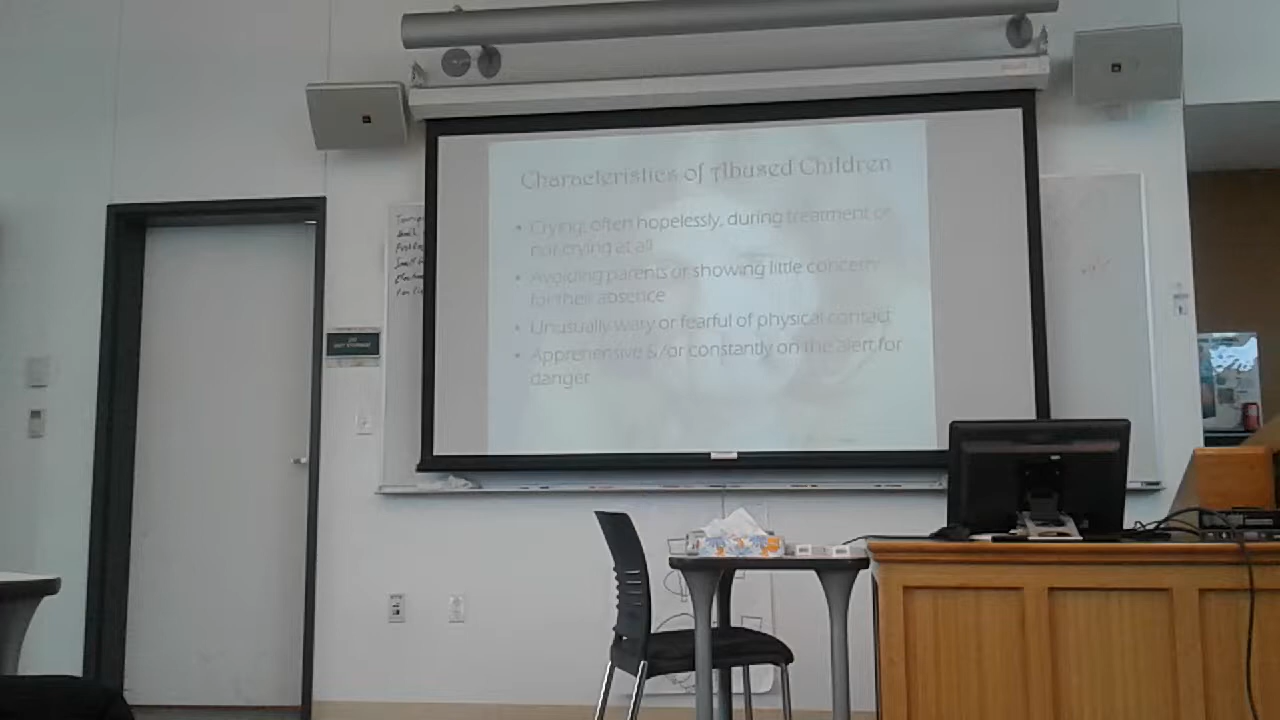 Characteristics of Abused Children
• Crying, often hopelessly, during treatment or
not crying at all
• Avoiding parents or showing little concern
for their absence
• Unusually wary or fearful of physical contact
• Apprehensive &/or constantly on the alert for
danger